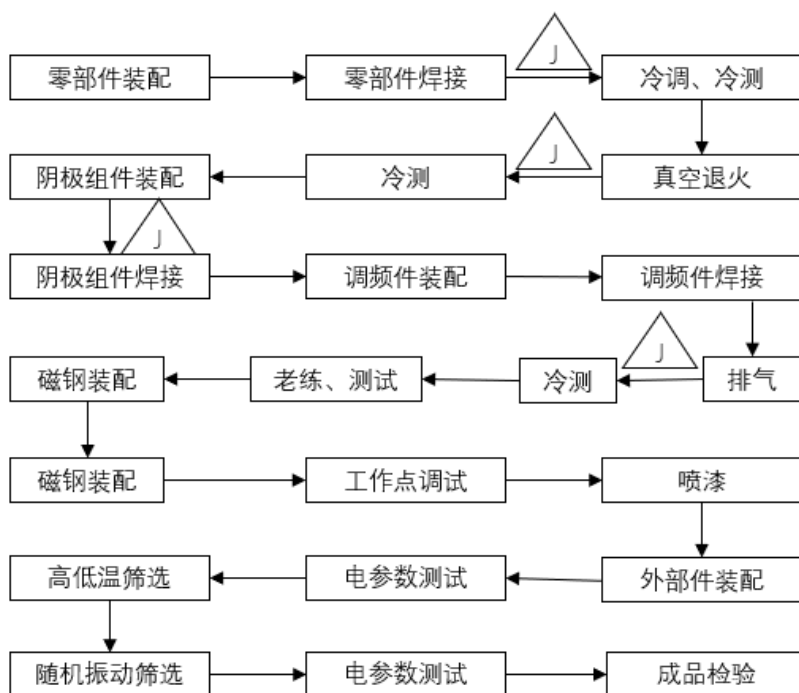 J
零部件装配 零部件焊接 冷调、冷测
J
阴极组件装配 冷测 真空退火
J
阴极组件焊接 调频件装配 调频件焊接
J
磁钢装配 老练、测试 冷测 排气
磁钢装配 工作点调试 喷漆
高低温筛选 电参数测试 外部件装配
随机振动筛选 电参数测试 成品检验